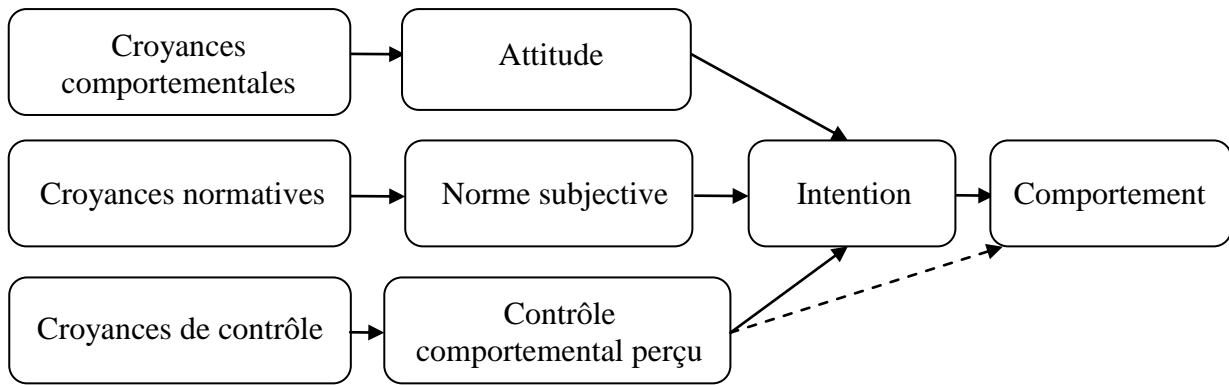 Croyances
comportementales
Attitude
Croyances normatives
Norme subjective
Intention
Comportement
Croyances de contrôle
Contrôle
comportemental perçu